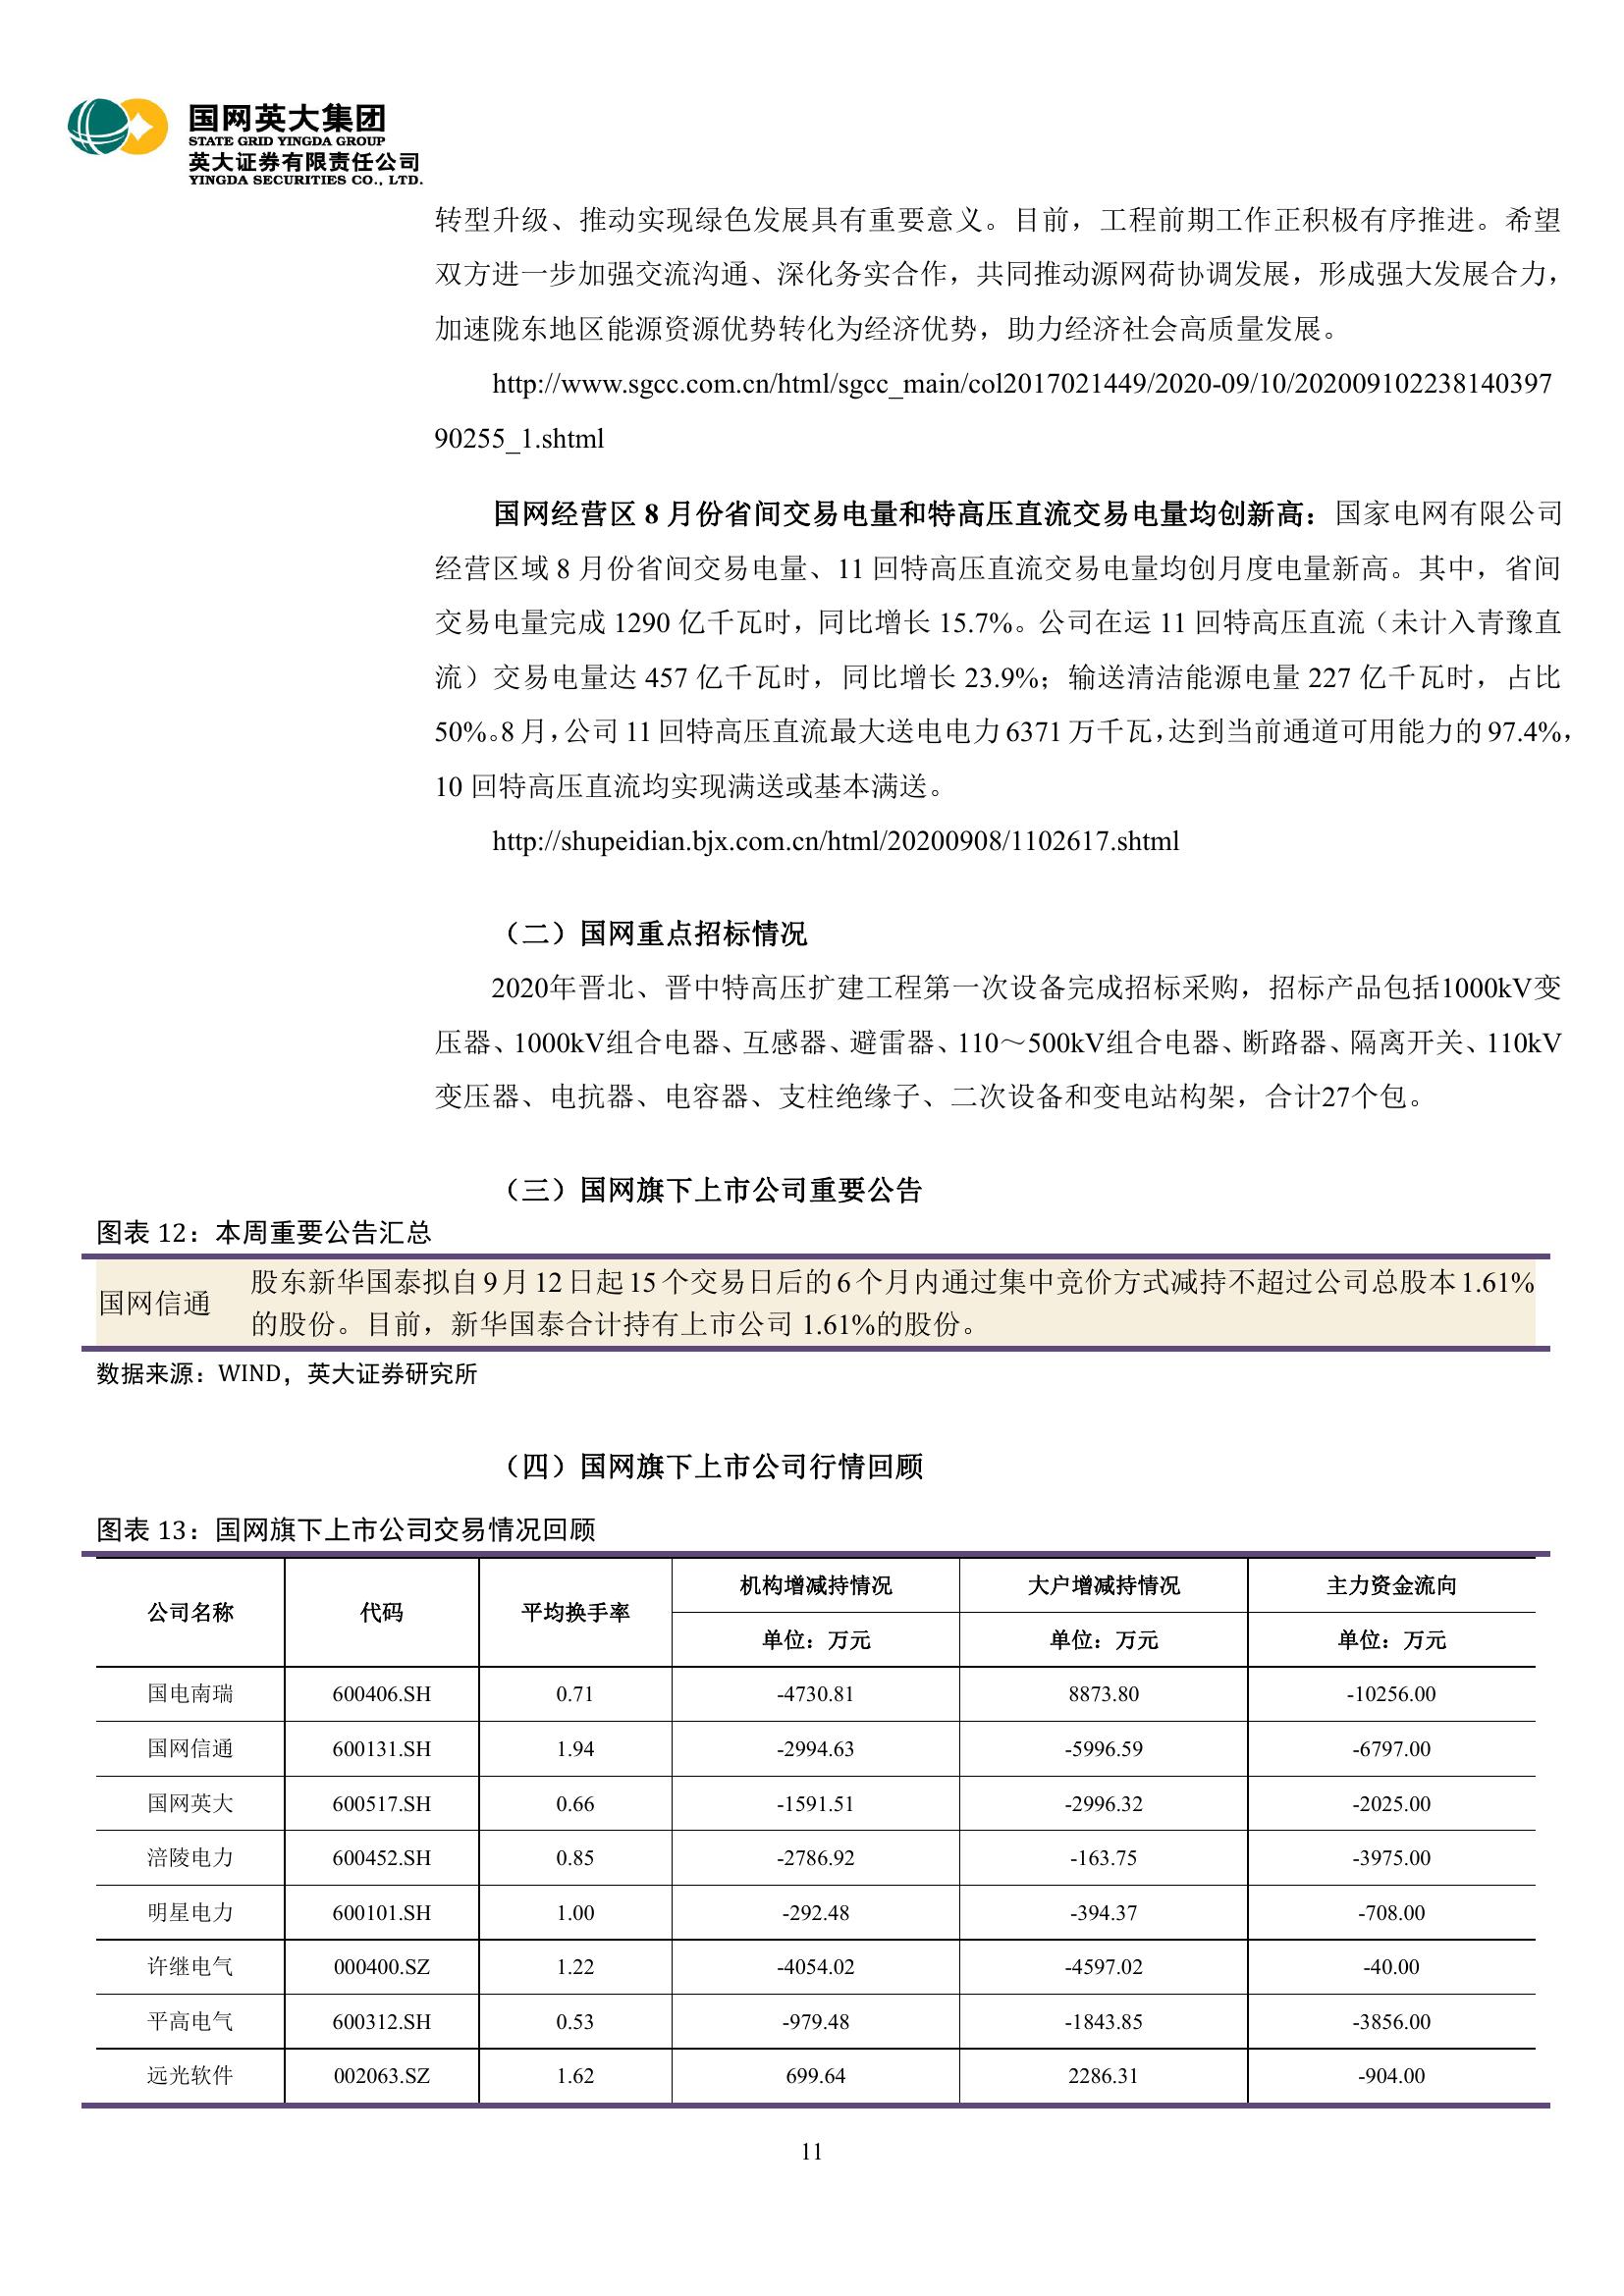 国网英大集团
STATE GRID YINGDA GROUP
英大证券有限责任公司
YINGDA SECURITIES CO., LTD.
转型升级、推动实现绿色发展具有重要意义。目前，工程前期工作正积极有序推进。希望
双方进一步加强交流沟通、深化务实合作，共同推动源网荷协调发展，形成强大发展合力，
加速陇东地区能源资源优势转化为经济优势，助力经济社会高质量发展。
http://www.sgcc.com.cn/html/sgcc_main/col2017021449/2020-09/10/202009102238140397
90255_1.shtml
国网经营区 8 月份省间交易电量和特高压直流交易电量均创新高：国家电网有限公司
经营区域 8 月份省间交易电量、11 回特高压直流交易电量均创月度电量新高。其中，省间
交易电量完成 1290 亿千瓦时，同比增长 15.7%。公司在运 11 回特高压直流（未计入青豫直
流）交易电量达 457 亿千瓦时，同比增长 23.9%；输送清洁能源电量 227 亿千瓦时，占比
50%。8 月，公司 11 回特高压直流最大送电电力 6371 万千瓦，达到当前通道可用能力的 97.4%，
10 回特高压直流均实现满送或基本满送。
http://shupeidian.bjx.com.cn/html/20200908/1102617.shtml
（二）国网重点招标情况
2020年晋北、晋中特高压扩建工程第一次设备完成招标采购，招标产品包括1000kV变
压器、1000kV组合电器、互感器、避雷器、110～500kV组合电器、断路器、隔离开关、110kV
变压器、电抗器、电容器、支柱绝缘子、二次设备和变电站构架，合计27个包。
（三）国网旗下上市公司重要公告
图表 12：本周重要公告汇总
国网信通 股东新华国泰拟自 9 月 12 日起 15 个交易日后的 6 个月内通过集中竞价方式减持不超过公司总股本 1.61%
的股份。目前，新华国泰合计持有上市公司 1.61%的股份。
数据来源：WIND，英大证券研究所
（四）国网旗下上市公司行情回顾
图表 13：国网旗下上市公司交易情况回顾
公司名称 代码 平均换手率 机构增减持情况 大户增减持情况 主力资金流向
单位：万元 单位：万元 单位：万元
国电南瑞 600406.SH 0.71 -4730.81 8873.80 -10256.00
国网信通 600131.SH 1.94 -2994.63 -5996.59 -6797.00
国网英大 600517.SH 0.66 -1591.51 -2996.32 -2025.00
涪陵电力 600452.SH 0.85 -2786.92 -163.75 -3975.00
明星电力 600101.SH 1.00 -292.48 -394.37 -708.00
许继电气 000400.SZ 1.22 -4054.02 -4597.02 -40.00
平高电气 600312.SH 0.53 -979.48 -1843.85 -3856.00
远光软件 002063.SZ 1.62 699.64 2286.31 -904.00
11